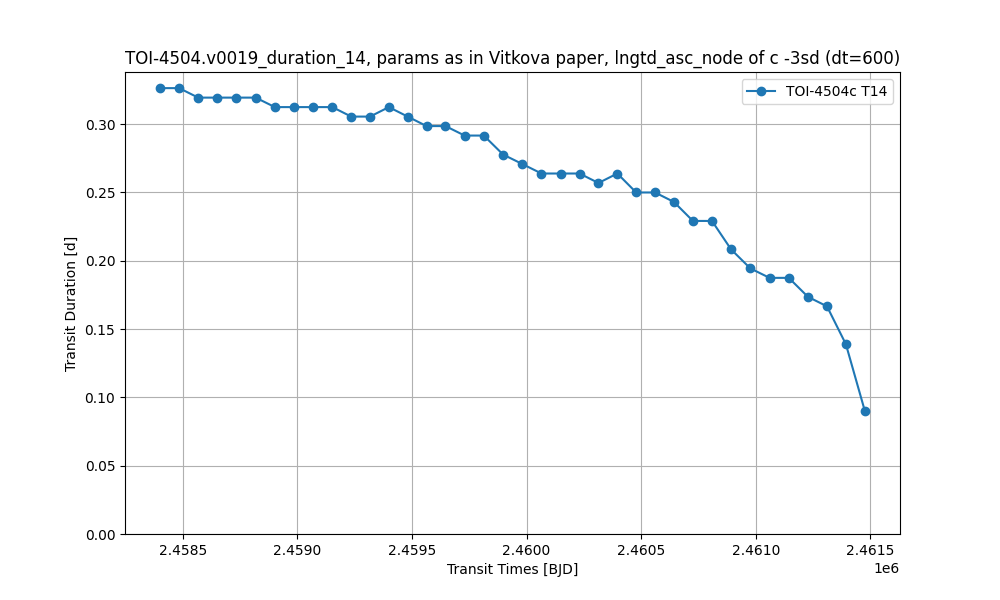 TOI-4504.v0019_duration_14, params as in Vitkova paper, lngtd_asc_node of c -3sd (dt=600)
TOI-4504c T14
0.30
0.25
0.20
0.15
0.10
0.05
0.00
Transit Duration [d]
2.4585 2.4590 2.4595 2.4600 2.4605 2.4610 2.4615
1e6
Transit Times [BJD]